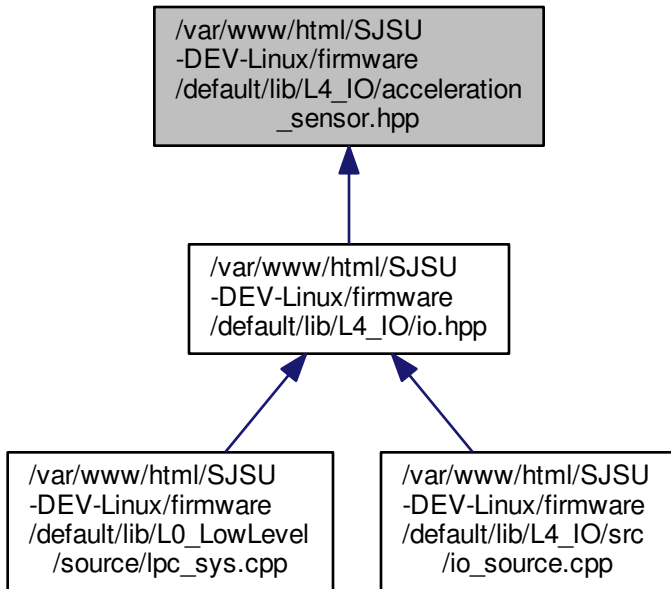 /var/www/html/SJSU
-DEV-Linux/firmware
/default/lib/L4_IO/acceleration
_sensor.hpp
/var/www/html/SJSU
-DEV-Linux/firmware
/default/lib/L4_IO/io.hpp
/var/www/html/SJSU
-DEV-Linux/firmware
/default/lib/L0_LowLevel
/source/lpc_sys.cpp
/var/www/html/SJSU
-DEV-Linux/firmware
/default/lib/L4_IO/src
/io_source.cpp